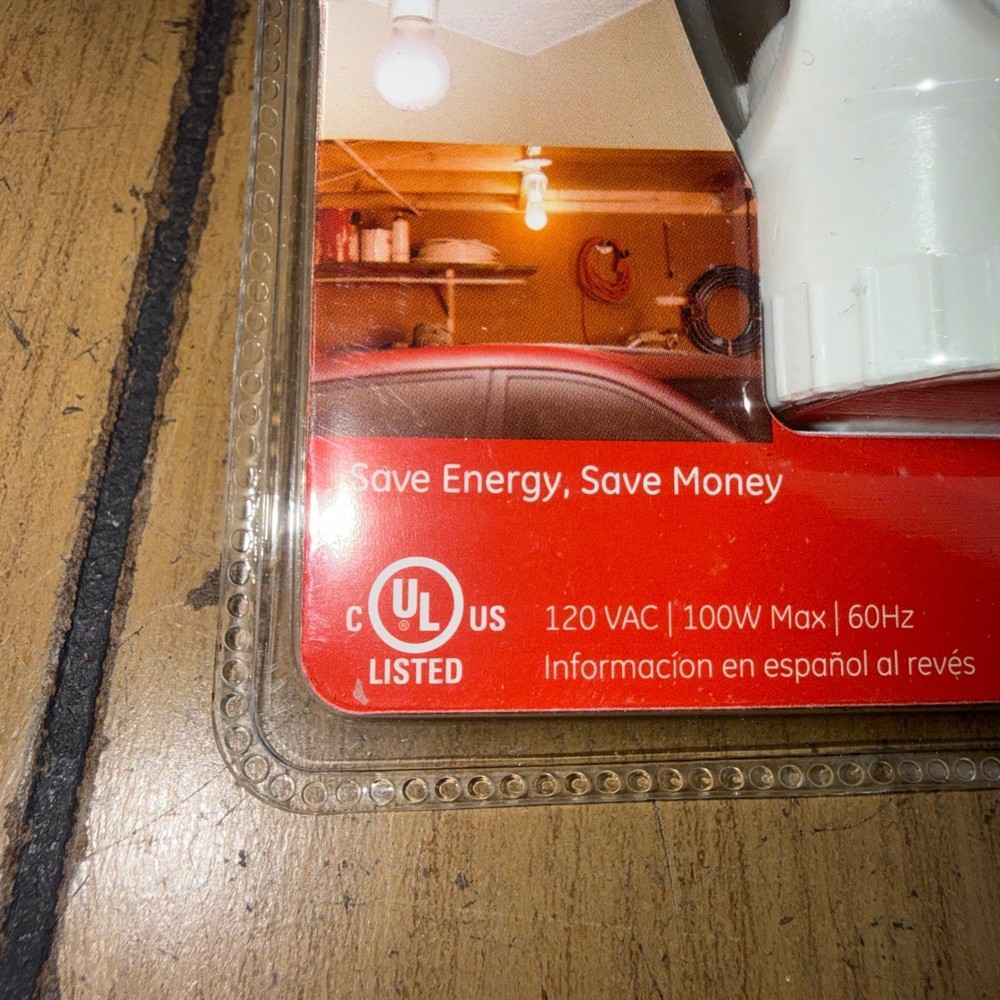 Save Energy, Save Money
C UL® US
LISTED
120 VAC | 100W Max | 60Hz
Informacíon en español al revés